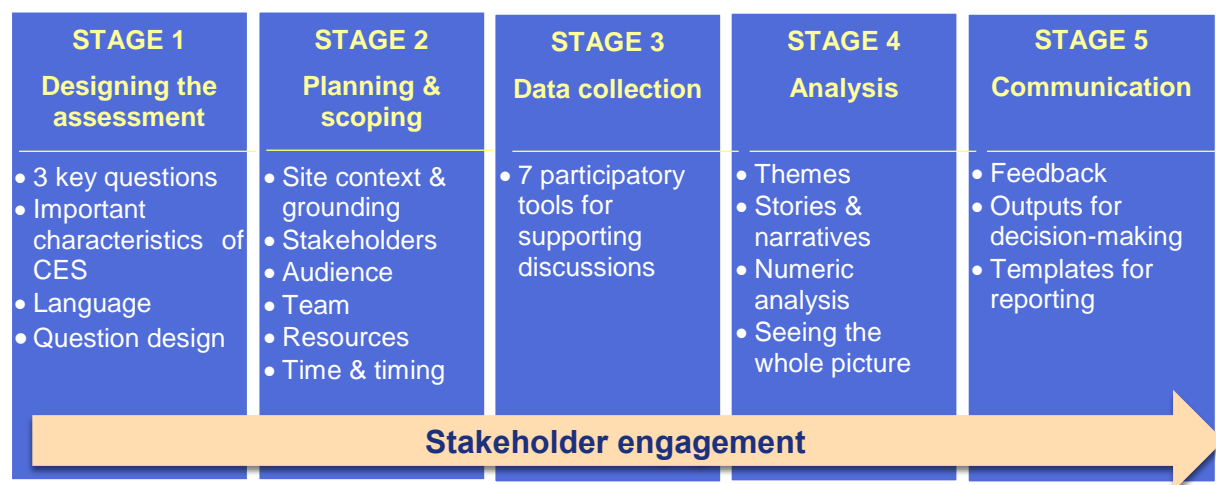 STAGE 1
Designing the
assessment
• 3 key questions
• Important
characteristics of
CES
• Language
• Question design
STAGE 2
Planning &
scoping
• Site context &
grounding
• Stakeholders
• Audience
• Team
• Resources
• Time & timing
STAGE 3
Data collection
• 7 participatory
tools for
supporting
discussions
STAGE 4
Analysis
• Themes
• Stories &
narratives
• Numeric
analysis
• Seeing the
whole picture
STAGE 5
Communication
• Feedback
• Outputs for
decision-making
• Templates for
reporting
Stakeholder engagement